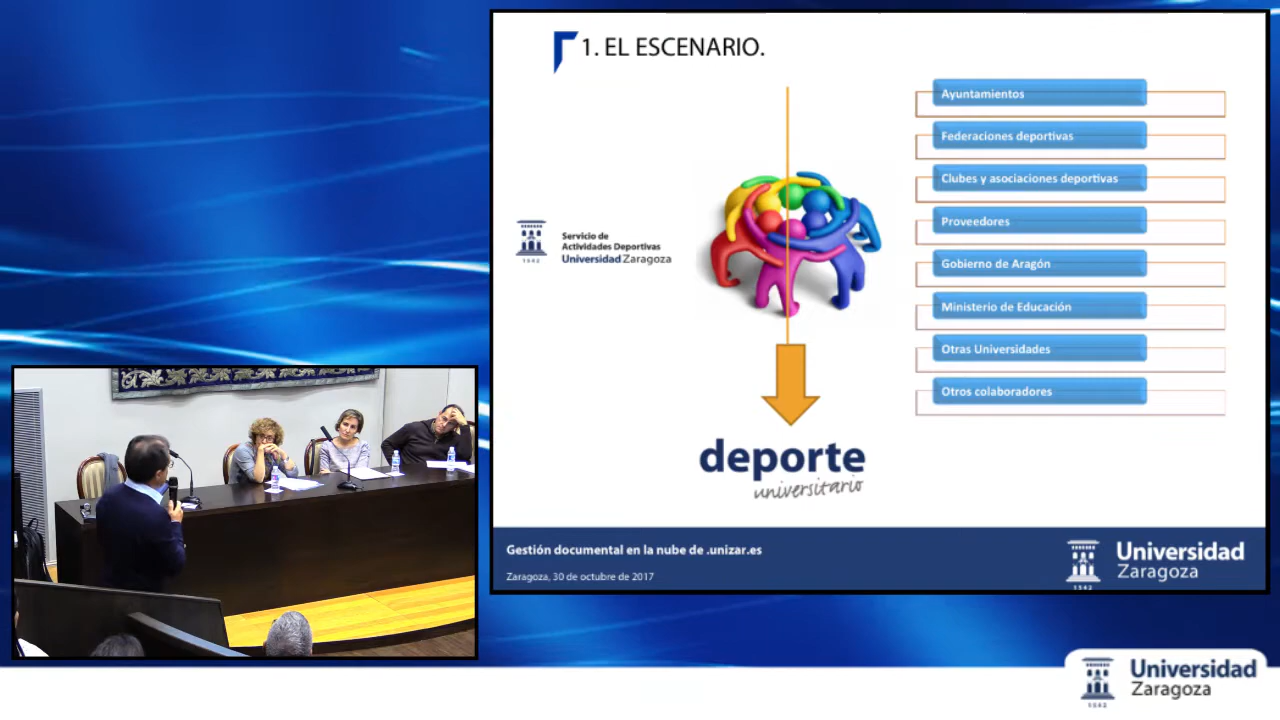 1. EL ESCENARIO.
Ayuntamientos
Federaciones deportivas
Clubes y asociaciones deportivas
Proveedores
Gobierno de Aragón
Ministerio de Educación
Otras Universidades
Otros colaboradores
1542
Servicio de
Actividades Deportivas
Universidad Zaragoza
deporte
universitario
Gestión documental en la nube de .unizar.es
Zaragoza, 30 de octubre de 2017
Universidad
Zaragoza
1542
Universidad
Zaragoza
1542